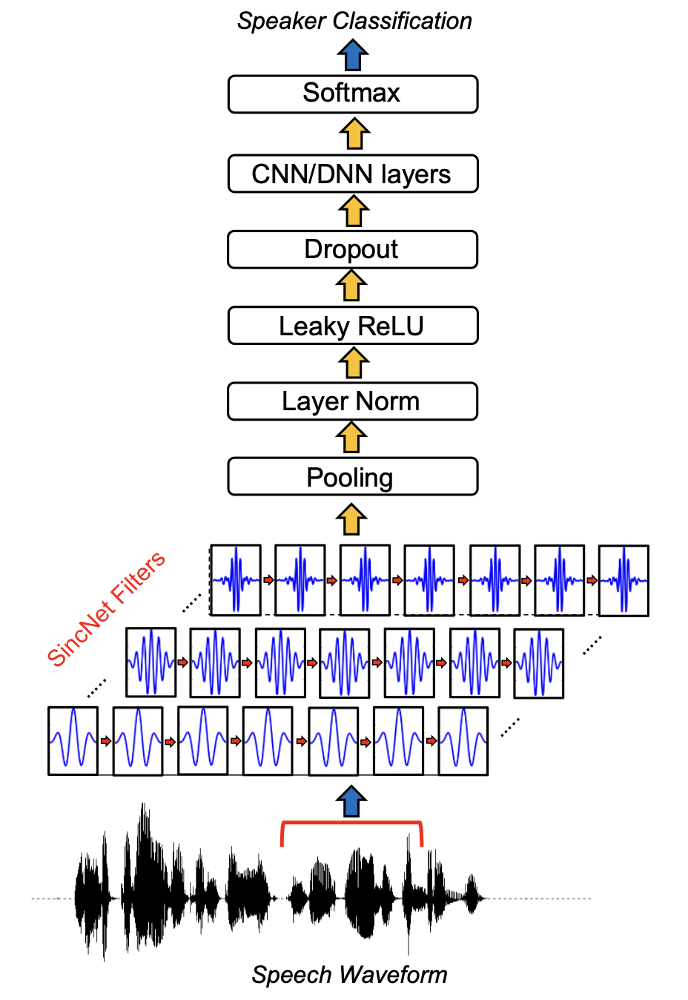 Speaker Classification
Softmax
CNN/DNN layers
Dropout
Leaky ReLU
Layer Norm
Pooling
SincNet Filters
Speech Waveform